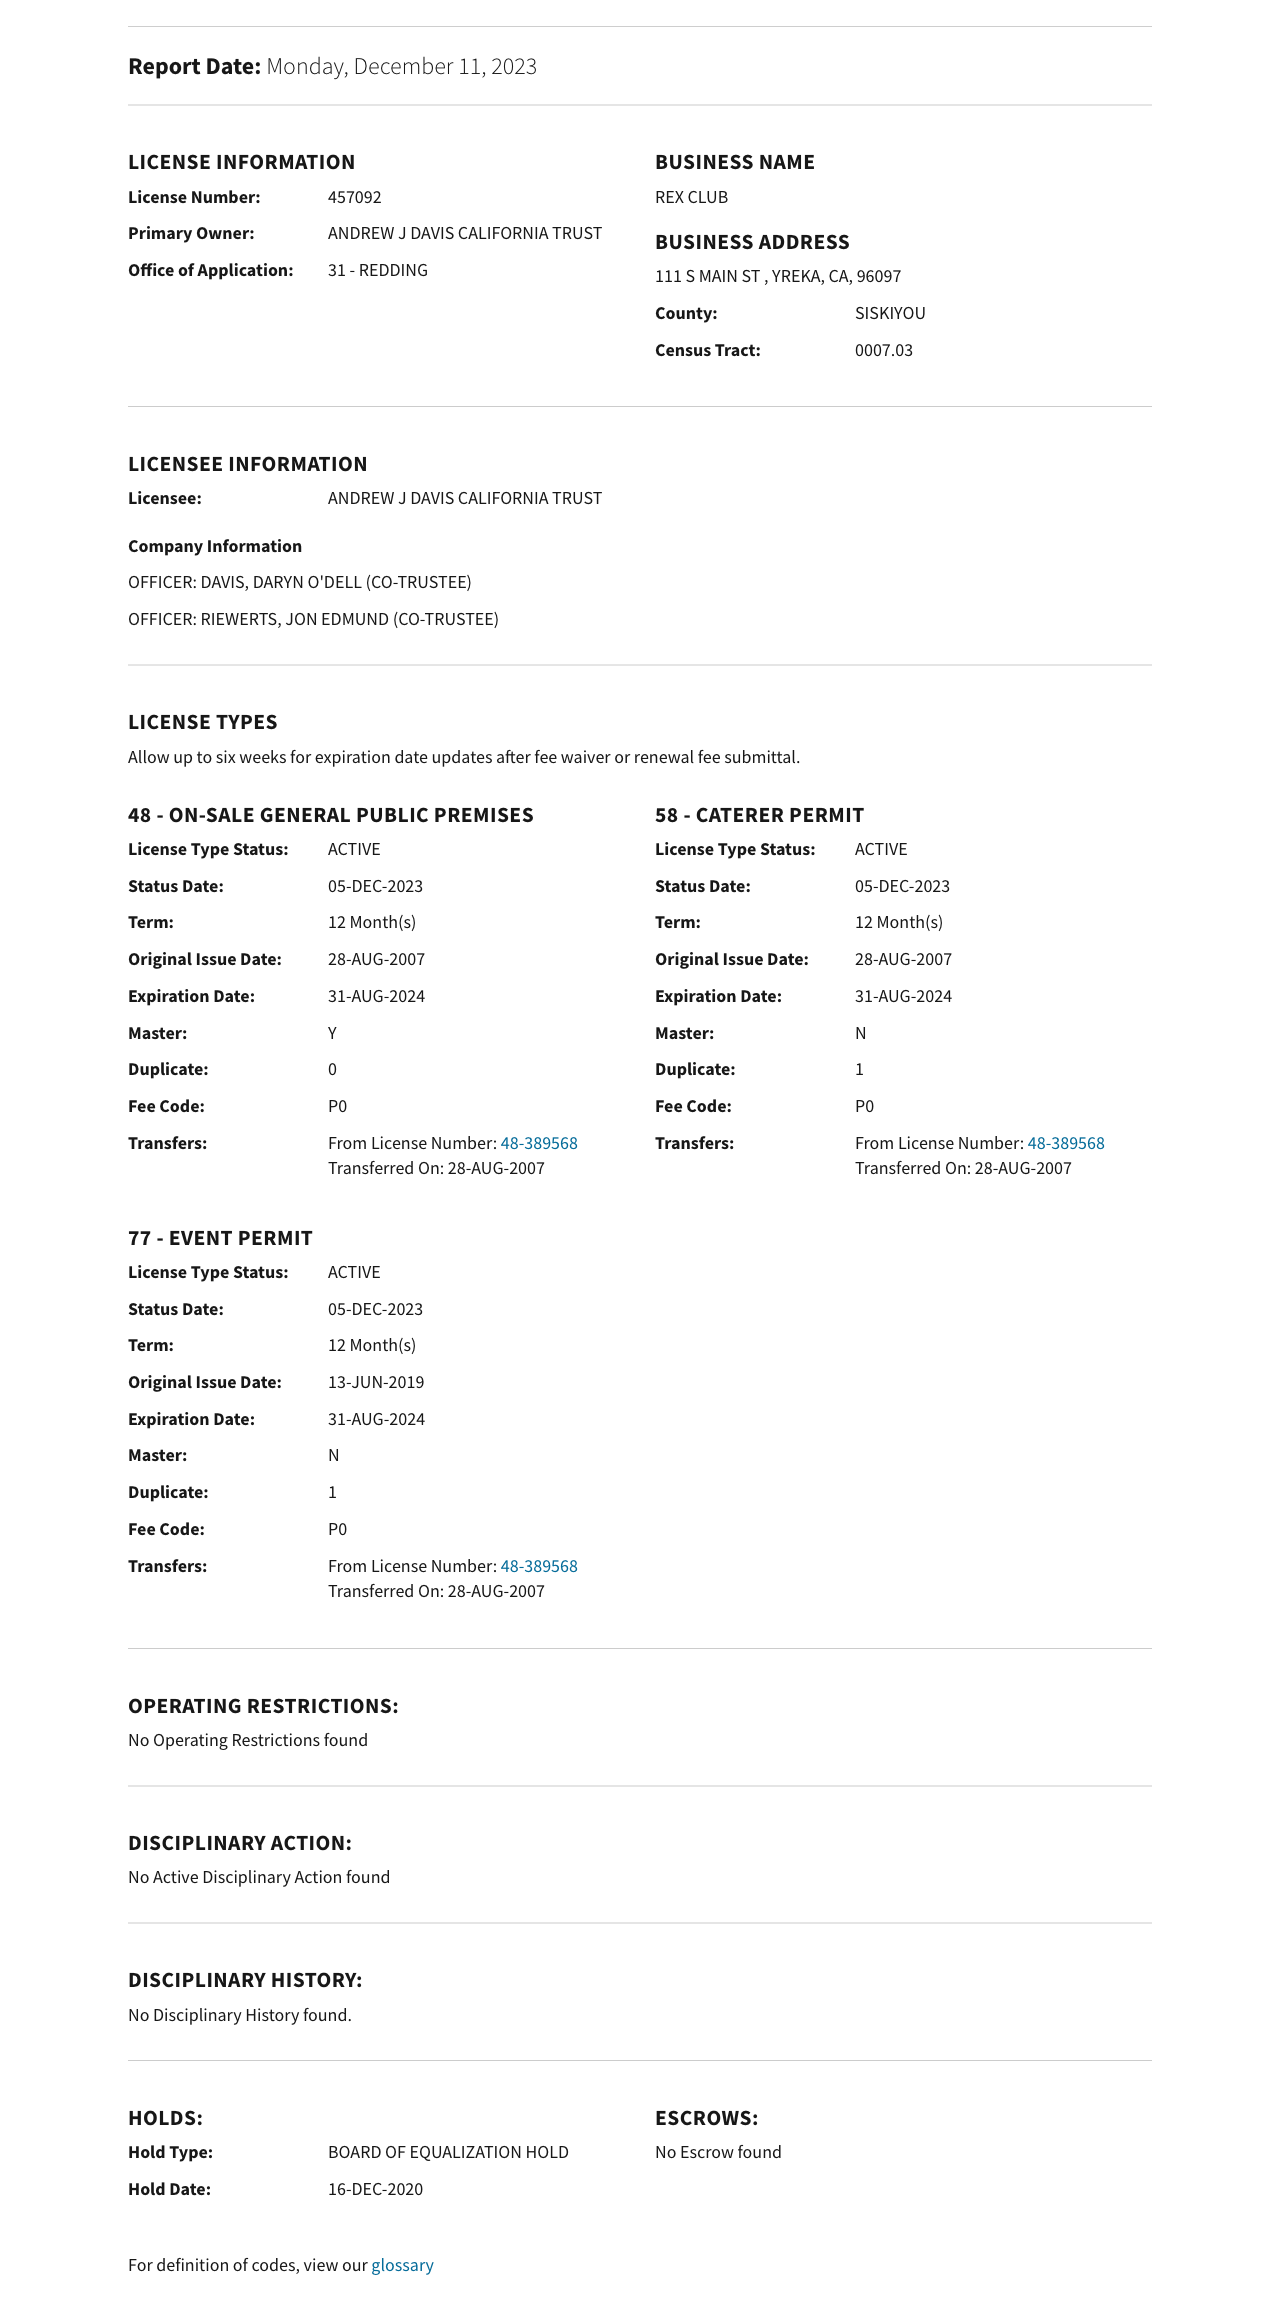 Report Date: Monday, December 11, 2023
LICENSE INFORMATION
License Number: 457092
Primary Owner: ANDREW J DAVIS CALIFORNIA TRUST
Office of Application: 31 - REDDING
BUSINESS NAME
REX CLUB
BUSINESS ADDRESS
111 S MAIN ST , YREKA, CA, 96097
County: SISKIYOU
Census Tract: 0007.03
LICENSEE INFORMATION
Licensee: ANDREW J DAVIS CALIFORNIA TRUST
Company Information
OFFICER: DAVIS, DARYN O'DELL (CO-TRUSTEE)
OFFICER: RIEWERTS, JON EDMUND (CO-TRUSTEE)
LICENSE TYPES
Allow up to six weeks for expiration date updates after fee waiver or renewal fee submittal.
48 - ON-SALE GENERAL PUBLIC PREMISES
License Type Status: ACTIVE
Status Date: 05-DEC-2023
Term: 12 Month(s)
Original Issue Date: 28-AUG-2007
Expiration Date: 31-AUG-2024
Master: Y
Duplicate: 0
Fee Code: P0
Transfers: From License Number: 48-389568
Transferred On: 28-AUG-2007
58 - CATERER PERMIT
License Type Status: ACTIVE
Status Date: 05-DEC-2023
Term: 12 Month(s)
Original Issue Date: 28-AUG-2007
Expiration Date: 31-AUG-2024
Master: N
Duplicate: 1
Fee Code: P0
Transfers: From License Number: 48-389568
Transferred On: 28-AUG-2007
77 - EVENT PERMIT
License Type Status: ACTIVE
Status Date: 05-DEC-2023
Term: 12 Month(s)
Original Issue Date: 13-JUN-2019
Expiration Date: 31-AUG-2024
Master: N
Duplicate: 1
Fee Code: P0
Transfers: From License Number: 48-389568
Transferred On: 28-AUG-2007
OPERATING RESTRICTIONS:
No Operating Restrictions found
DISCIPLINARY ACTION:
No Active Disciplinary Action found
DISCIPLINARY HISTORY:
No Disciplinary History found.
HOLDS:
Hold Type: BOARD OF EQUALIZATION HOLD
Hold Date: 16-DEC-2020
ESCROWS:
No Escrow found
For definition of codes, view our glossary